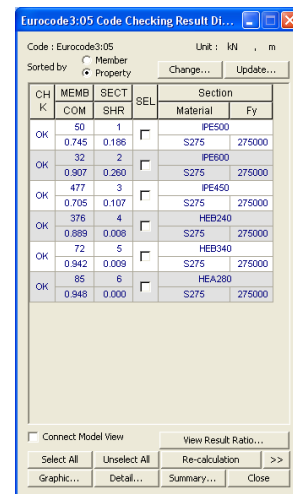 Eurocode3:05 Code Checking Result Di...
Code : Eurocode3:05 Unit : kN , m
Sorted by Member
Property Change... Update...
CHK MEMB SECT SEL Section
COM SHR Material Fy
OK 50 1 IPE500
0.745 0.186 S275 275000
OK 32 2 IPE600
0.907 0.260 S275 275000
OK 477 3 IPE450
0.705 0.107 S275 275000
OK 376 4 HEB240
0.889 0.008 S275 275000
OK 72 5 HEB340
0.942 0.009 S275 275000
OK 85 6 HEA280
0.948 0.000 S275 275000
Connect Model View View Result Ratio...
Select All Unselect All Re-calculation >>
Graphic... Detail... Summary... Close